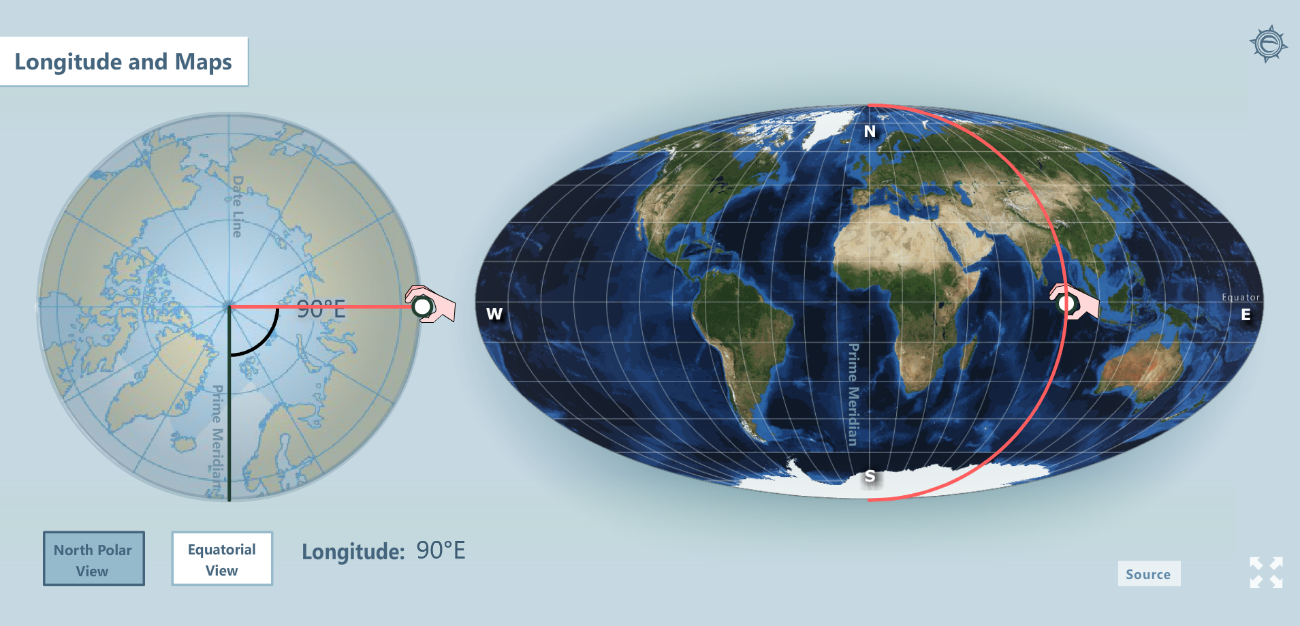 Longitude and Maps
Date Line
90°E
Prime Meridian
N
W
Equator
E
Prime Meridian
S
North Polar
View
Equatorial
View
Longitude: 90°E
Source